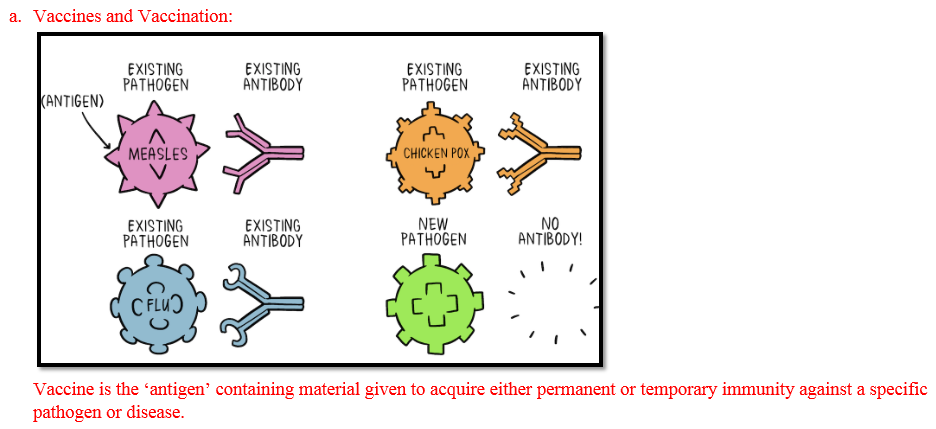 a. Vaccines and Vaccination:
EXISTING
PATHOGEN
EXISTING
ANTIBODY
EXISTING
PATHOGEN
EXISTING
ANTIBODY
(ANTIGEN)
MEASLES
CHICKEN POX
EXISTING
PATHOGEN
EXISTING
ANTIBODY
NEW
PATHOGEN
NO
ANTIBODY!
FLU
Vaccine is the ‘antigen’ containing material given to acquire either permanent or temporary immunity against a specific
pathogen or disease.